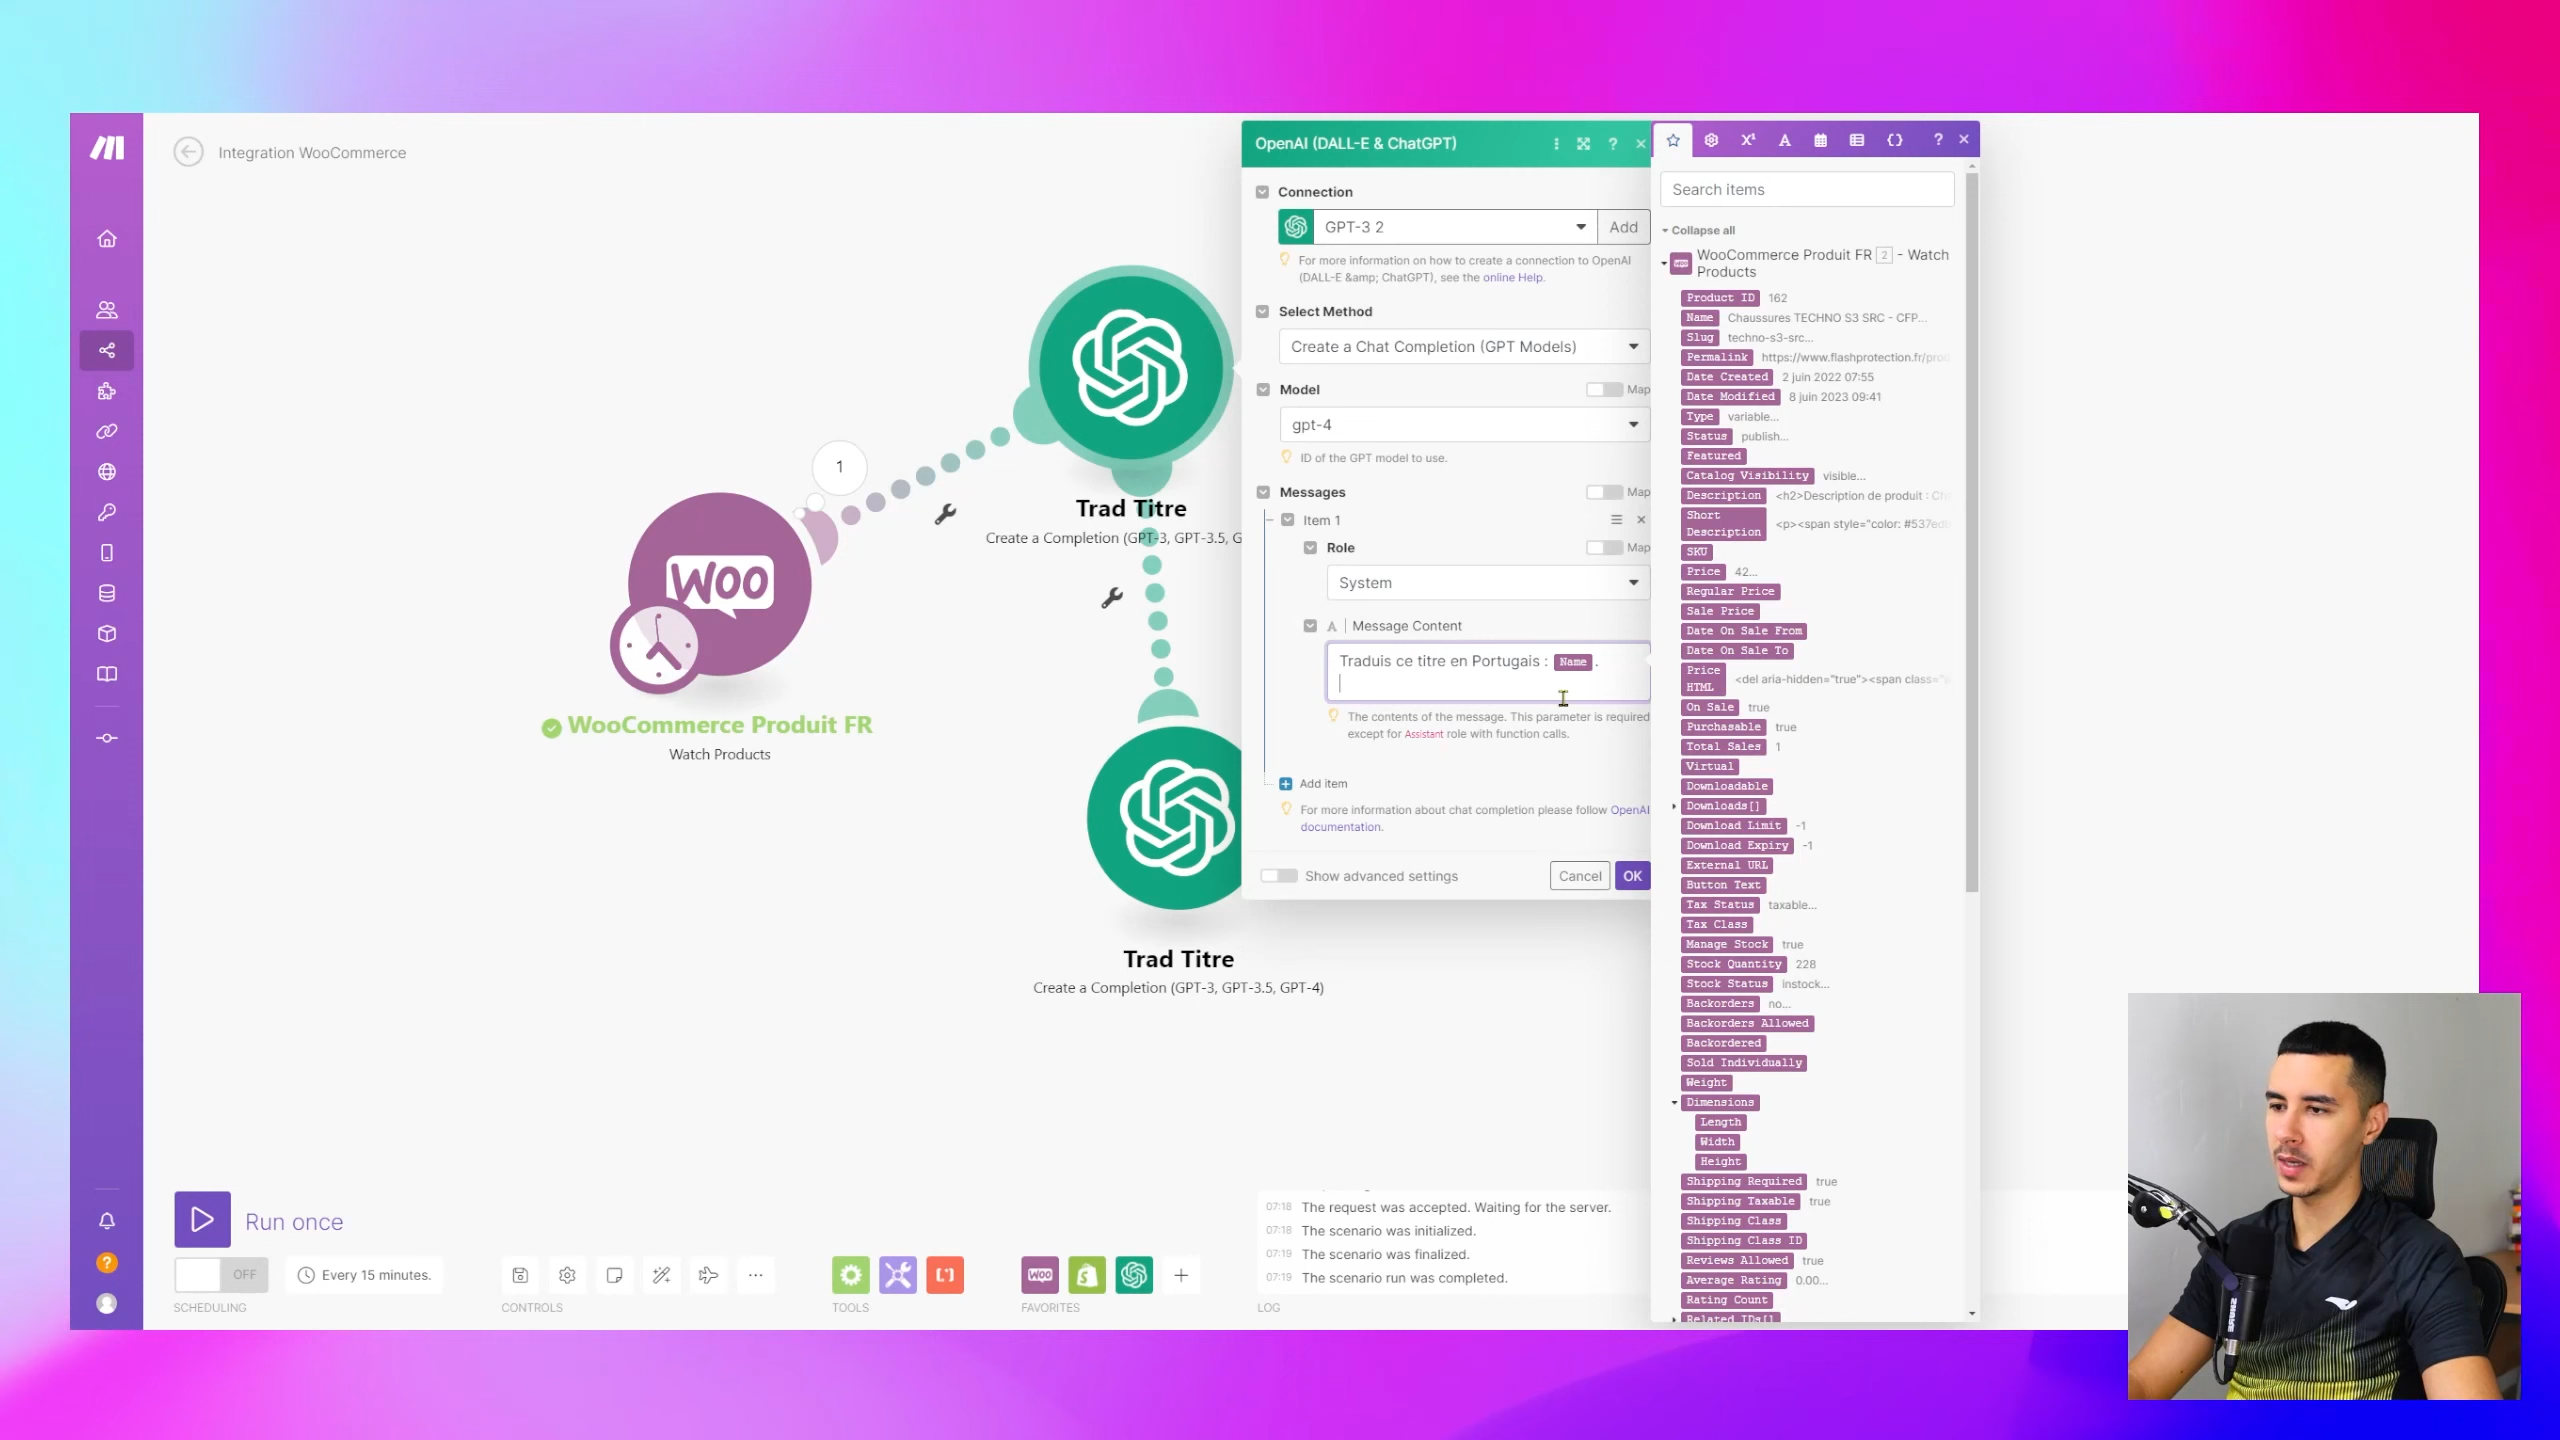 Integration WooCommerce
1
WOO
WooCommerce Produit FR
Watch Products
Trad Titre
Create a Completion (GPT-3, GPT-3.5, G
Trad Titre
Create a Completion (GPT-3, GPT-3.5, GPT-4)
OpenAI (DALL-E & ChatGPT)
?
Connection
GPT-3 2
Add
For more information on how to create a connection to OpenAI
(DALL-E &amp; ChatGPT), see the online Help.
Select Method
Create a Chat Completion (GPT Models)
Model
Map
gpt-4
ID of the GPT model to use.
Messages
Map
Item 1
Role
Map
System
A | Message Content
Traduis ce titre en Portugais : Name .
The contents of the message. This parameter is required
except for Assistant role with function calls.
Add item
For more information about chat completion please follow OpenAI
documentation.
Show advanced settings
Cancel
OK
Search items
Collapse all
WooCommerce Produit FR 2 - Watch
Products
Product ID 162
Name Chaussures TECHNO S3 SRC - CFP...
Slug techno-s3-src...
Permalink https://www.flashprotection.fr/prod
Date Created 2 juin 2022 07:55
Date Modified 8 juin 2023 09:41
Type variable...
Status publish...
Featured
Catalog Visibility visible...
Description <h2>Description de produit : Ch
Short
Description <p><span style="color: #537ed
SKU
Price 42...
Regular Price
Sale Price
Date On Sale From
Date On Sale To
Price
HTML <del aria-hidden="true"><span class="
On Sale true
Purchasable true
Total Sales 1
Virtual
Downloadable
Downloads[]
Download Limit -1
Download Expiry -1
External URL
Button Text
Tax Status taxable...
Tax Class
Manage Stock true
Stock Quantity 228
Stock Status instock...
Backorders no...
Backorders Allowed
Backordered
Sold Individually
Weight
Dimensions
Length
Width
Height
Shipping Required true
Shipping Taxable true
Shipping Class
Shipping Class ID
Reviews Allowed true
Average Rating 0.00...
Rating Count
Related IDs[]
Run once
OFF
Every 15 minutes.
SCHEDULING
CONTROLS
TOOLS
FAVORITES
LOG
07:18 The request was accepted. Waiting for the server.
07:18 The scenario was initialized.
07:19 The scenario was finalized.
07:19 The scenario run was completed.
SHURE